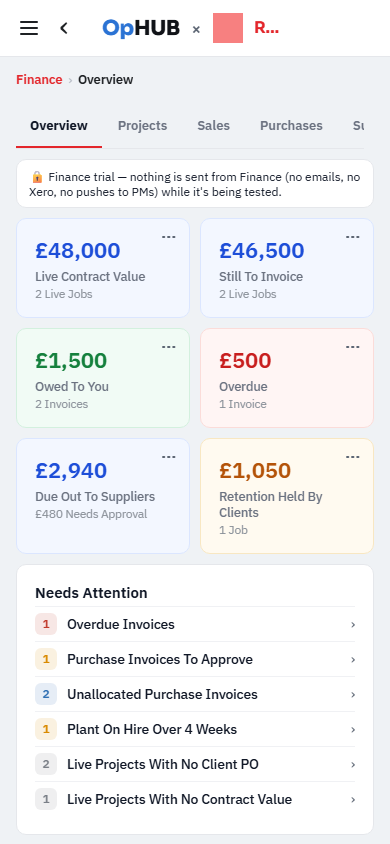 OpHUB × R...
Finance › Overview
Overview Projects Sales Purchases Su
🔒 Finance trial — nothing is sent from Finance (no emails, no
Xero, no pushes to PMs) while it's being tested.
£48,000
Live Contract Value
2 Live Jobs
£46,500
Still To Invoice
2 Live Jobs
£1,500
Owed To You
2 Invoices
£500
Overdue
1 Invoice
£2,940
Due Out To Suppliers
£480 Needs Approval
£1,050
Retention Held By
Clients
1 Job
Needs Attention
1 Overdue Invoices ›
1 Purchase Invoices To Approve ›
2 Unallocated Purchase Invoices ›
1 Plant On Hire Over 4 Weeks ›
2 Live Projects With No Client PO ›
1 Live Projects With No Contract Value ›